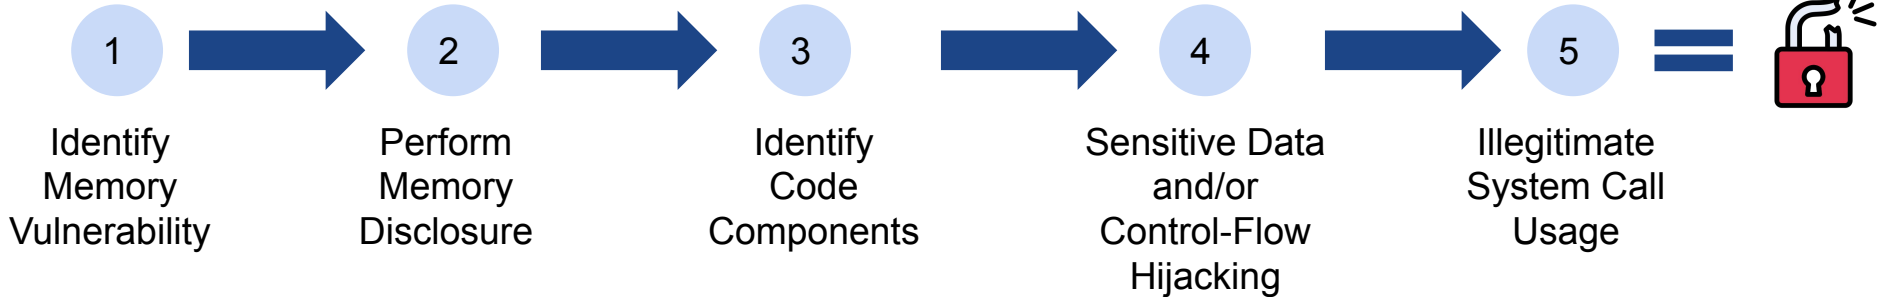 1
2
3
4
5
Identify
Memory
Vulnerability
Perform
Memory
Disclosure
Identify
Code
Components
Sensitive Data
and/or
Control-Flow
Hijacking
Illegitimate
System Call
Usage